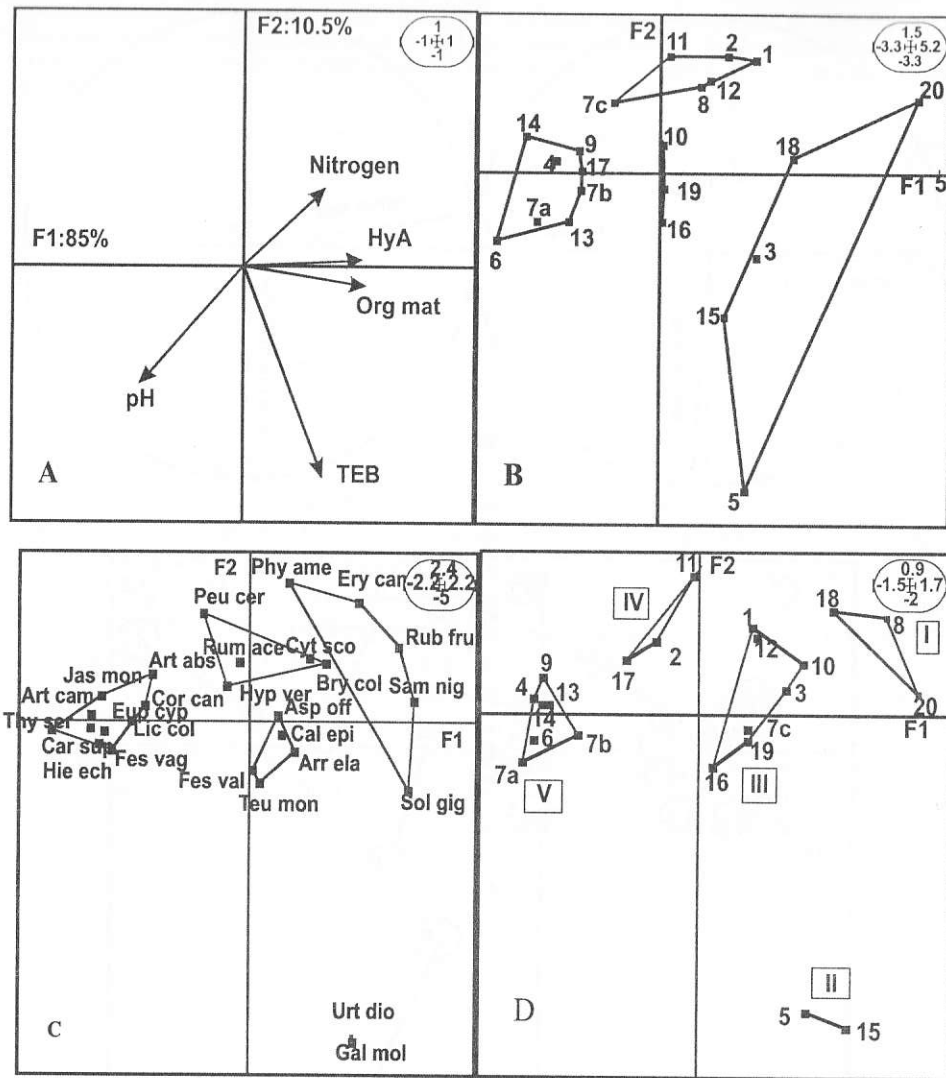 F2:10.5%
1
-1 1
-1
Nitrogen
F1:85%
HyA
Org mat
pH
TEB
A
F2
1.5
-3.3 5.2
-3.3
11 2 1
20
7c 8 12
14 9 10 18
4 17
F1 5
7b 19
7a 13 16
6 3
15
5
B
F2
2.4
-2.2 2.2
-5
Phy ame
Ery can
Peu cer
Rum ace Cyt sco
Rub fru
Jas mon Art abs
Bry col
Art cam Cor can Hyp ver Sam nig
Asp off
Thy ser Eup cyp Lic col
Cal epi F1
Car sup
Hie ech Fes vag
Arr ela
Fes val
Teu mon Sol gig
Urt dio
Gal mol
C
11 F2
0.9
-1.5 1.7
-2
IV
18 8 I
1
12
2 10
17
9
4 13
3
14 20
F1
6 7c
7b 19
7a 16
V III
II
5 15
D